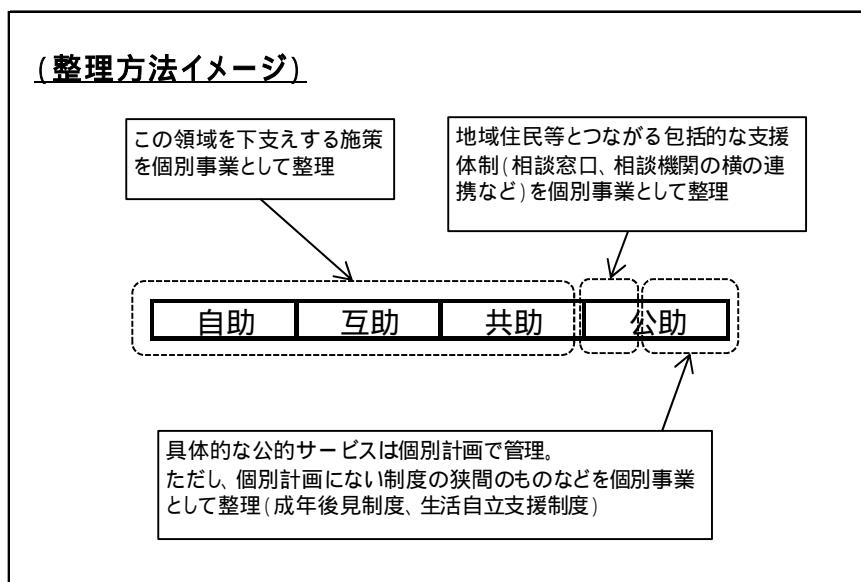 (整理方法イメージ)
この領域を下支えする施策
を個別事業として整理
地域住民等とつながる包括的な支援
体制(相談窓口、相談機関の横の連
携など)を個別事業として整理
自助 互助 共助 公助
具体的な公的サービスは個別計画で管理。
ただし、個別計画にない制度の狭間のものなどを個別事業
として整理(成年後見制度、生活自立支援制度)